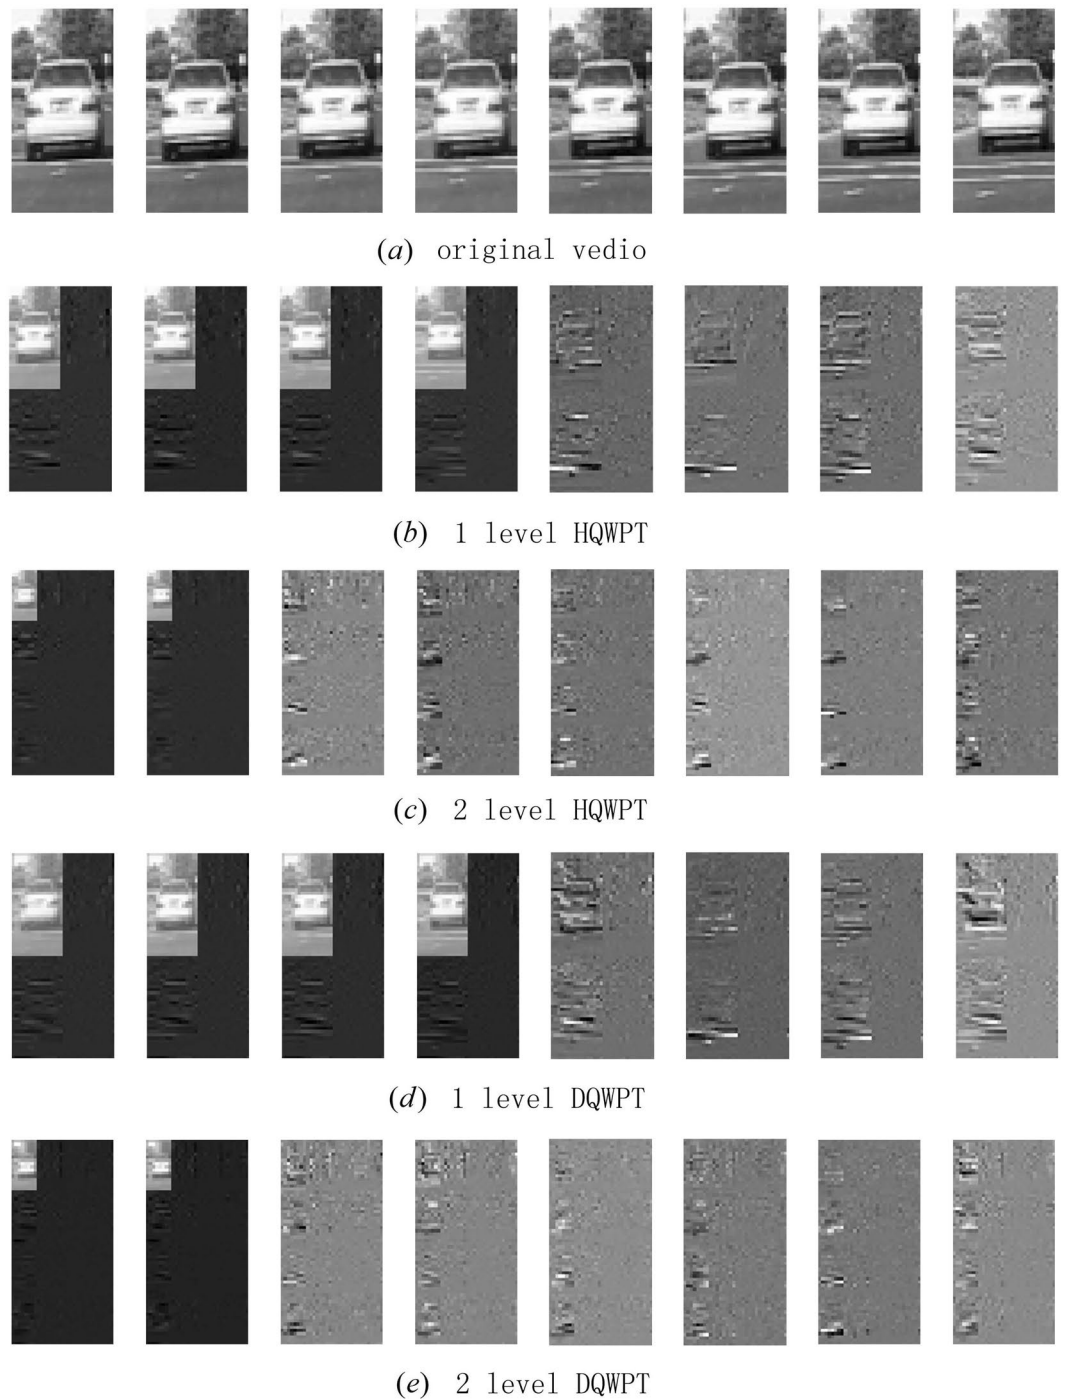 (a) original vedio
(b) 1 level HQWPT
(c) 2 level HQWPT
(d) 1 level DQWPT
(e) 2 level DQWPT